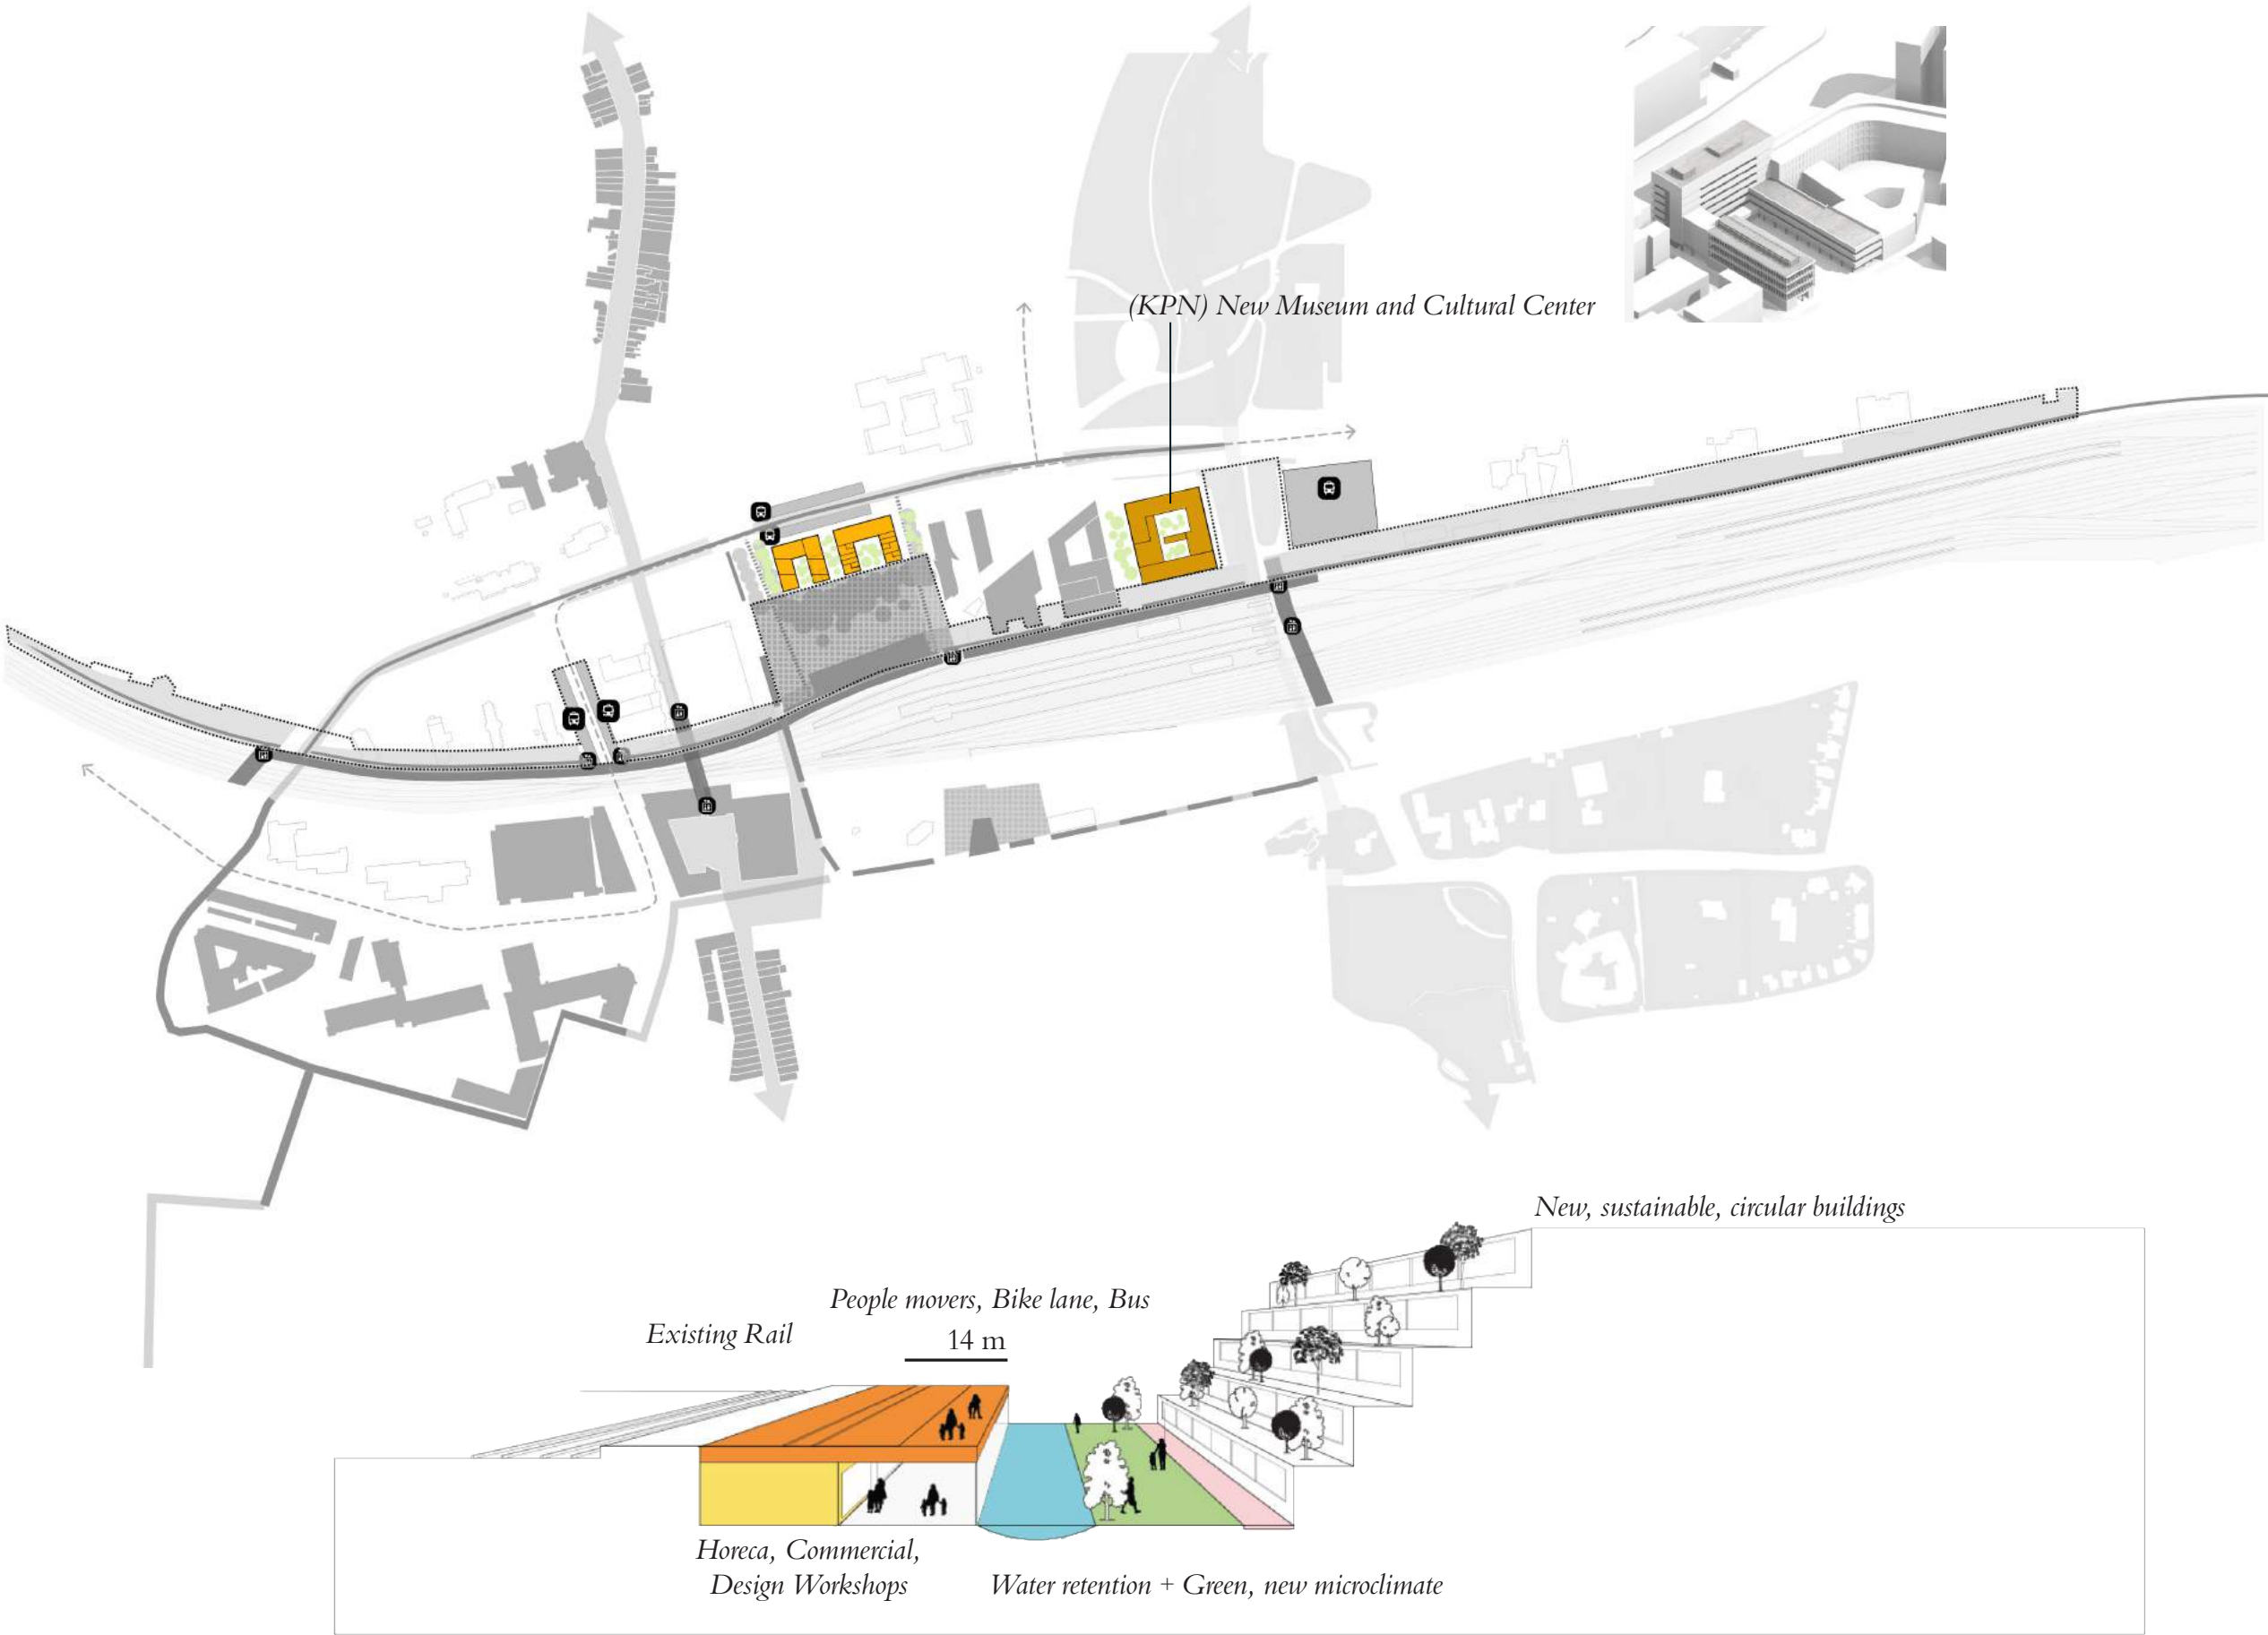 (KPN) New Museum and Cultural Center
New, sustainable, circular buildings
People movers, Bike lane, Bus
Existing Rail
14 m
Horeca, Commercial,
Design Workshops
Water retention + Green, new microclimate